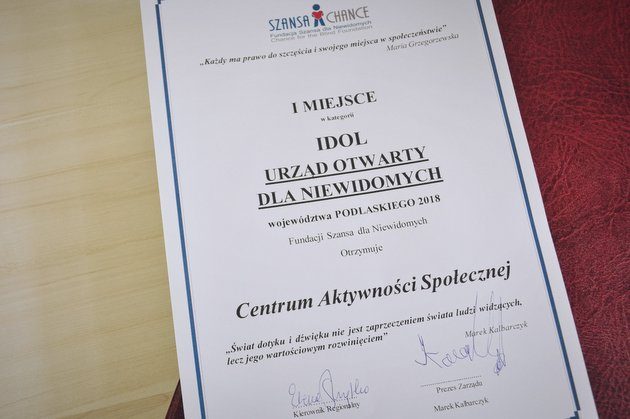 SZANSA CHANCE
Fundacja Szansa dla Niewidomych
Chance for the Blind Foundation
„Każdy ma prawo do szczęścia i swojego miejsca w społeczeństwie”
Maria Grzegorzewska
I MIEJSCE
w kategorii
IDOL
URZĄD OTWARTY
DLA NIEWIDOMYCH
województwa PODLASKIEGO 2018
Fundacji Szansa dla Niewidomych
Otrzymuje
Centrum Aktywności Społecznej
„Świat dotyku i dźwięku nie jest zaprzeczeniem świata ludzi widzących,
lecz jego wartościowym rozwinięciem”
Marek Kalbarczyk
Kierownik Regionalny
Prezes Zarządu
Marek Kalbarczyk